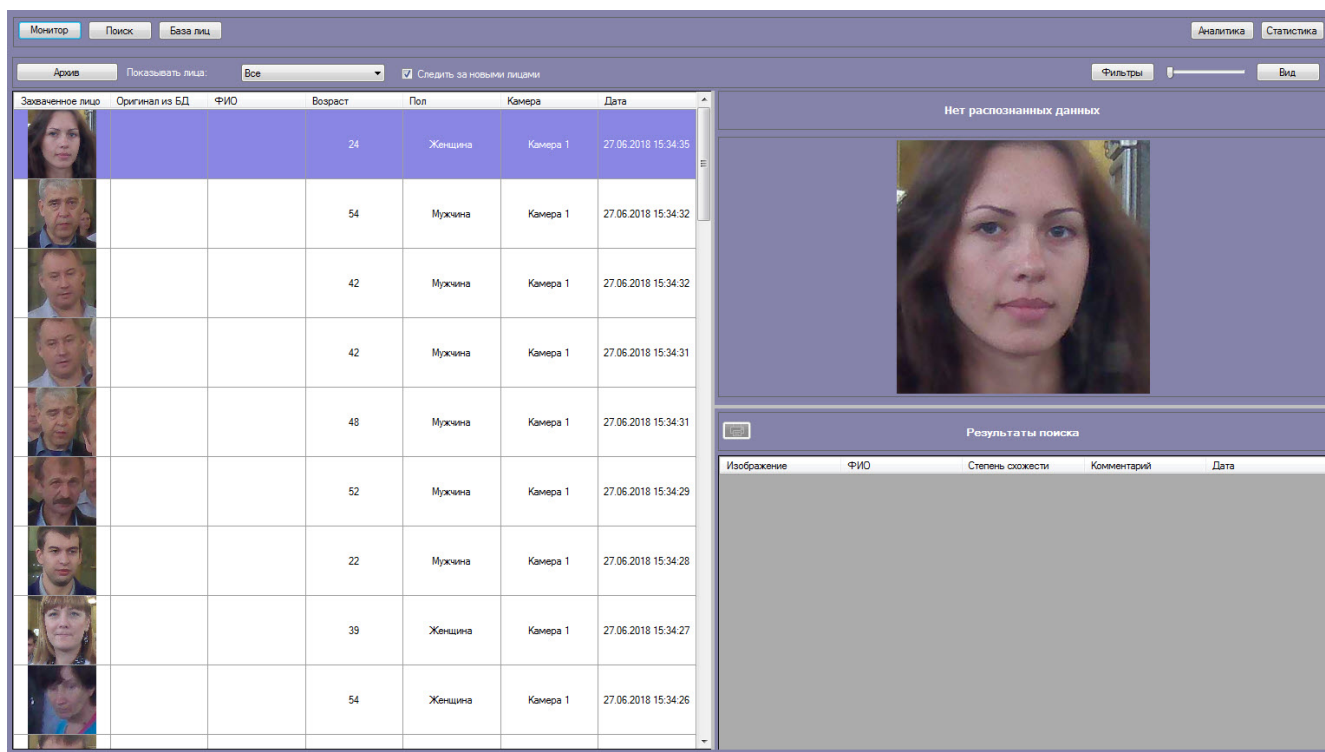 Монитор Поиск База лиц Аналитика Статистика
Архив Показывать лица: Все Следить за новыми лицами Фильтры Вид
Захваченное лицо Оригинал из БД ФИО Возраст Пол Камера Дата
24 Женщина Камера 1 27.06.2018 15:34:35
54 Мужчина Камера 1 27.06.2018 15:34:32
42 Мужчина Камера 1 27.06.2018 15:34:32
42 Мужчина Камера 1 27.06.2018 15:34:31
48 Мужчина Камера 1 27.06.2018 15:34:31
52 Мужчина Камера 1 27.06.2018 15:34:29
22 Мужчина Камера 1 27.06.2018 15:34:28
39 Женщина Камера 1 27.06.2018 15:34:27
54 Женщина Камера 1 27.06.2018 15:34:26
Нет распознанных данных
Результаты поиска
Изображение ФИО Степень схожести Комментарий Дата